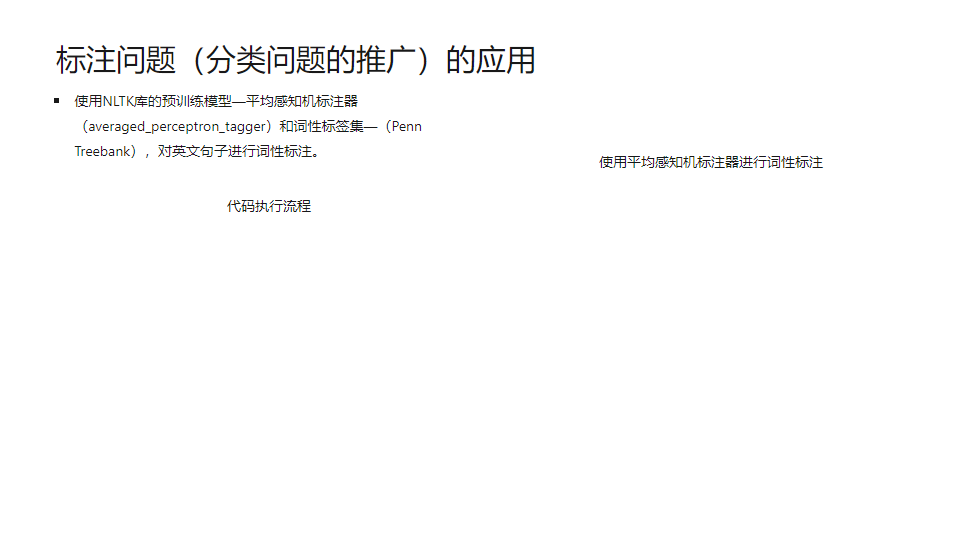 标注问题（分类问题的推广）的应用
使用NLTK库的预训练模型—平均感知机标注器
（averaged_perceptron_tagger）和词性标签集—（Penn
Treebank），对英文句子进行词性标注。
代码执行流程
使用平均感知机标注器进行词性标注